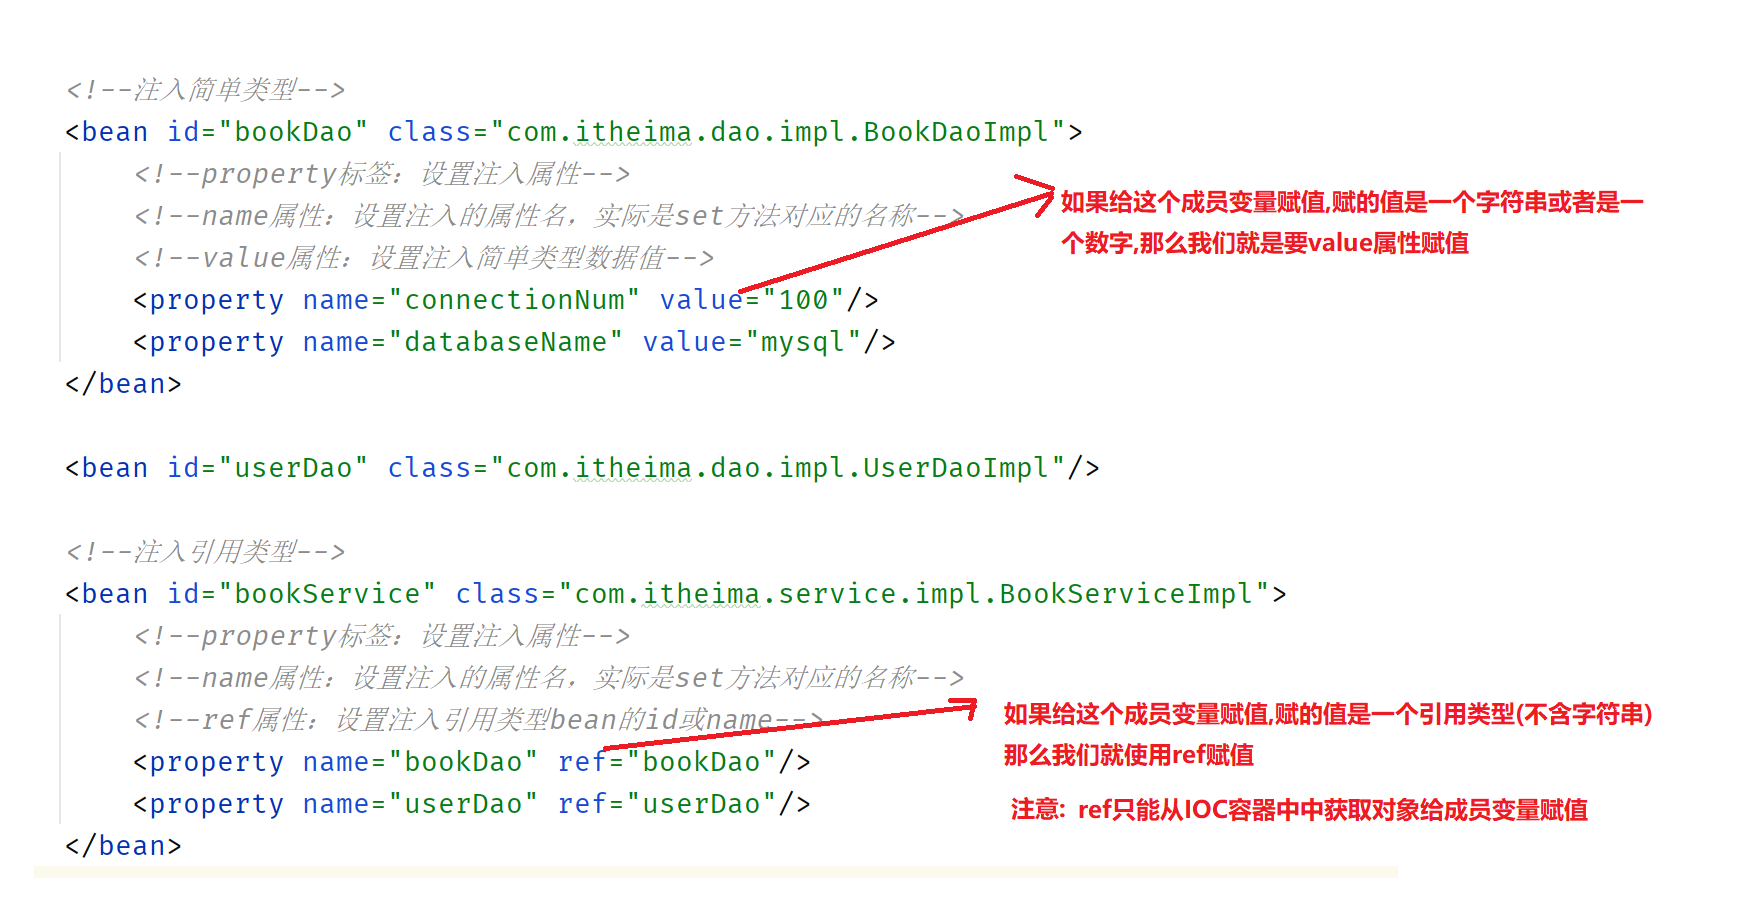 <!--注入简单类型-->
<bean id="bookDao" class="com.itheima.dao.impl.BookDaoImpl">
<!--property标签：设置注入属性-->
<!--name属性：设置注入的属性名，实际是set方法对应的名称-->
<!--value属性：设置注入简单类型数据值-->
<property name="connectionNum" value="100"/>
<property name="databaseName" value="mysql"/>
</bean>
如果给这个成员变量赋值,赋的值是一个字符串或者是一
个数字,那么我们就是要value属性赋值
<bean id="userDao" class="com.itheima.dao.impl.UserDaoImpl"/>
<!--注入引用类型-->
<bean id="bookService" class="com.itheima.service.impl.BookServiceImpl">
<!--property标签：设置注入属性-->
<!--name属性：设置注入的属性名，实际是set方法对应的名称-->
<!--ref属性：设置注入引用类型bean的id或name-->
<property name="bookDao" ref="bookDao"/>
<property name="userDao" ref="userDao"/>
</bean>
如果给这个成员变量赋值,赋的值是一个引用类型(不含字符串)
那么我们就使用ref赋值
注意: ref只能从IOC容器中中获取对象给成员变量赋值